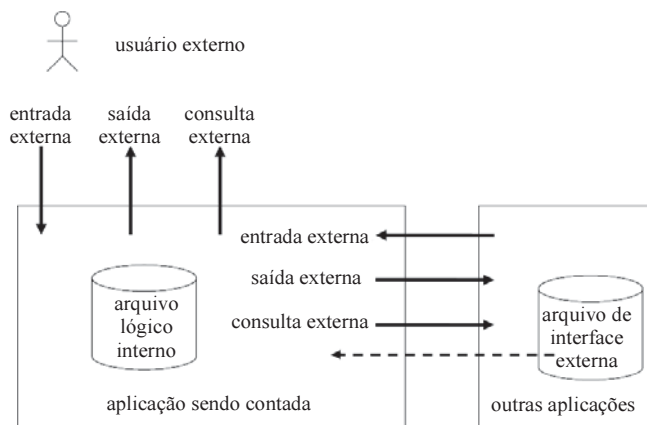 usuário externo
entrada
externa
saída
externa
consulta
externa
entrada externa
saída externa
consulta externa
arquivo
lógico
interno
arquivo de
interface
externa
aplicação sendo contada
outras aplicações